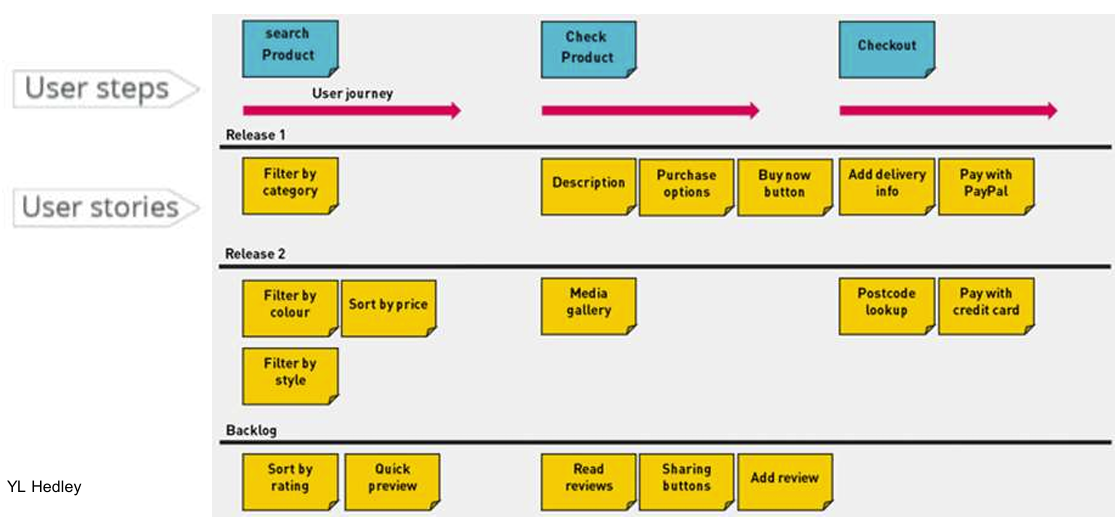 search
Product
Check
Product
Checkout
User steps
User journey
Release 1
User stories
Filter by
category
Description
Purchase
options
Buy now
button
Add delivery
info
Pay with
PayPal
Release 2
Filter by
colour
Sort by price
Media
gallery
Postcode
lookup
Pay with
credit card
Filter by
style
Backlog
Sort by
rating
Quick
preview
Read
reviews
Sharing
buttons
Add review
YL Hedley